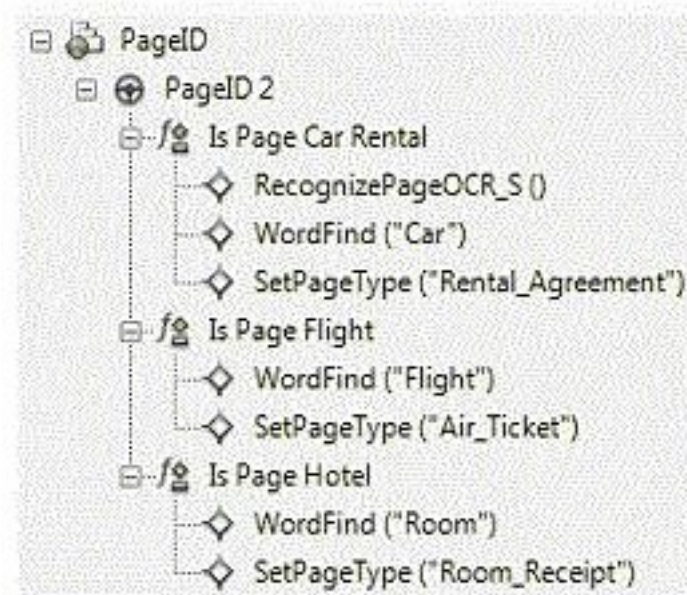 PageID
PageID 2
Is Page Car Rental
RecognizePageOCR_S ()
WordFind ("Car")
SetPageType ("Rental_Agreement")
Is Page Flight
WordFind ("Flight")
SetPageType ("Air_Ticket")
Is Page Hotel
WordFind ("Room")
SetPageType ("Room_Receipt")